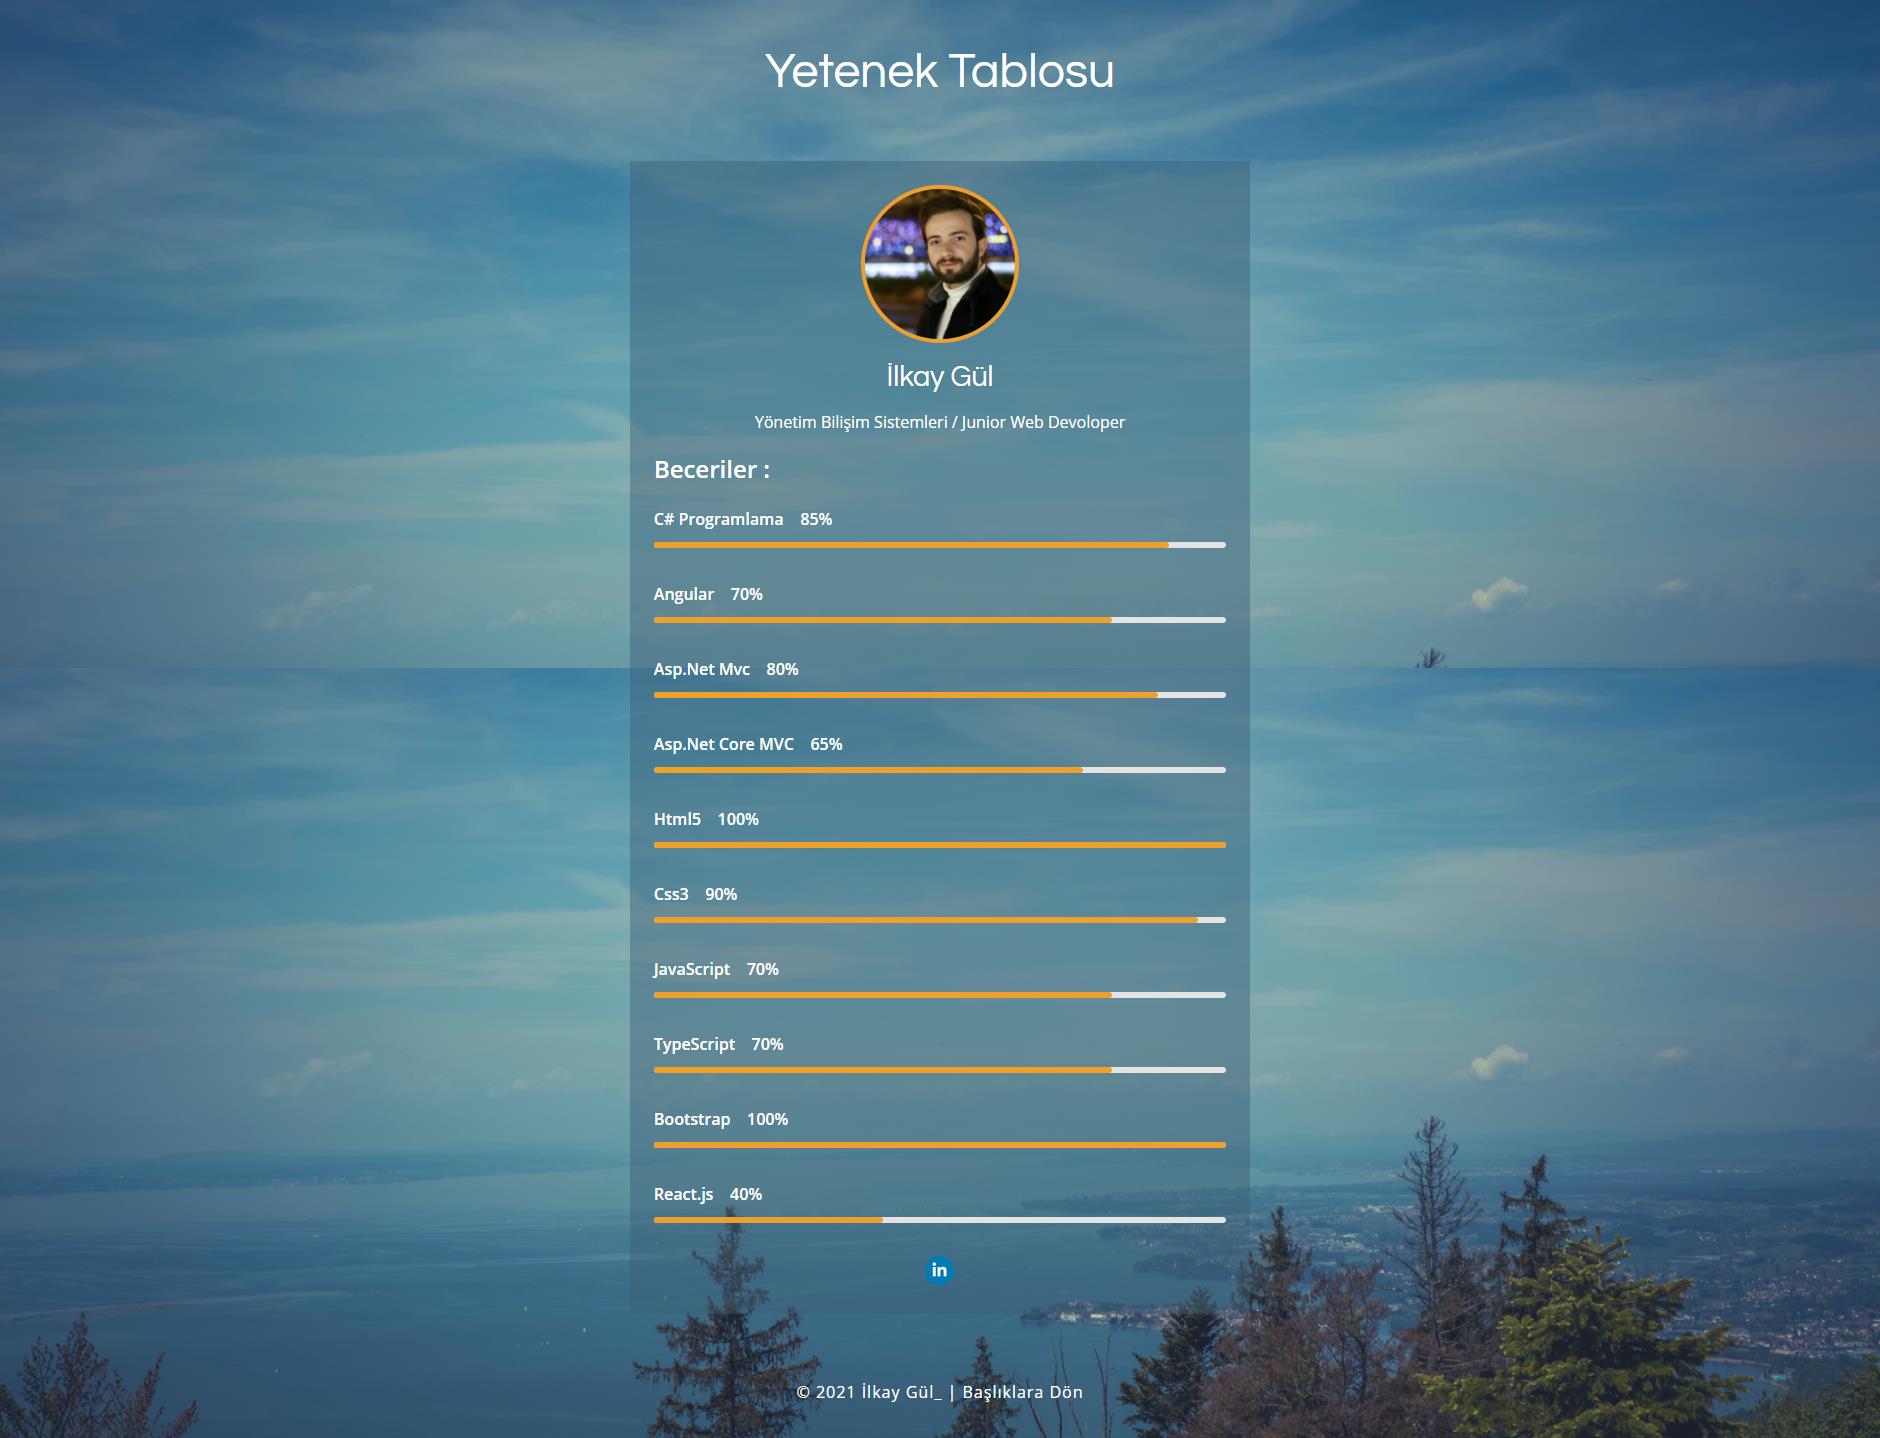 Yetenek Tablosu
İlkay Gül
Yönetim Bilişim Sistemleri / Junior Web Devoloper
Beceriler :
C# Programlama 85%
Angular 70%
Asp.Net Mvc 80%
Asp.Net Core MVC 65%
Html5 100%
Css3 90%
JavaScript 70%
TypeScript 70%
Bootstrap 100%
React.js 40%
in
© 2021 İlkay Gül_ | Başlıklara Dön